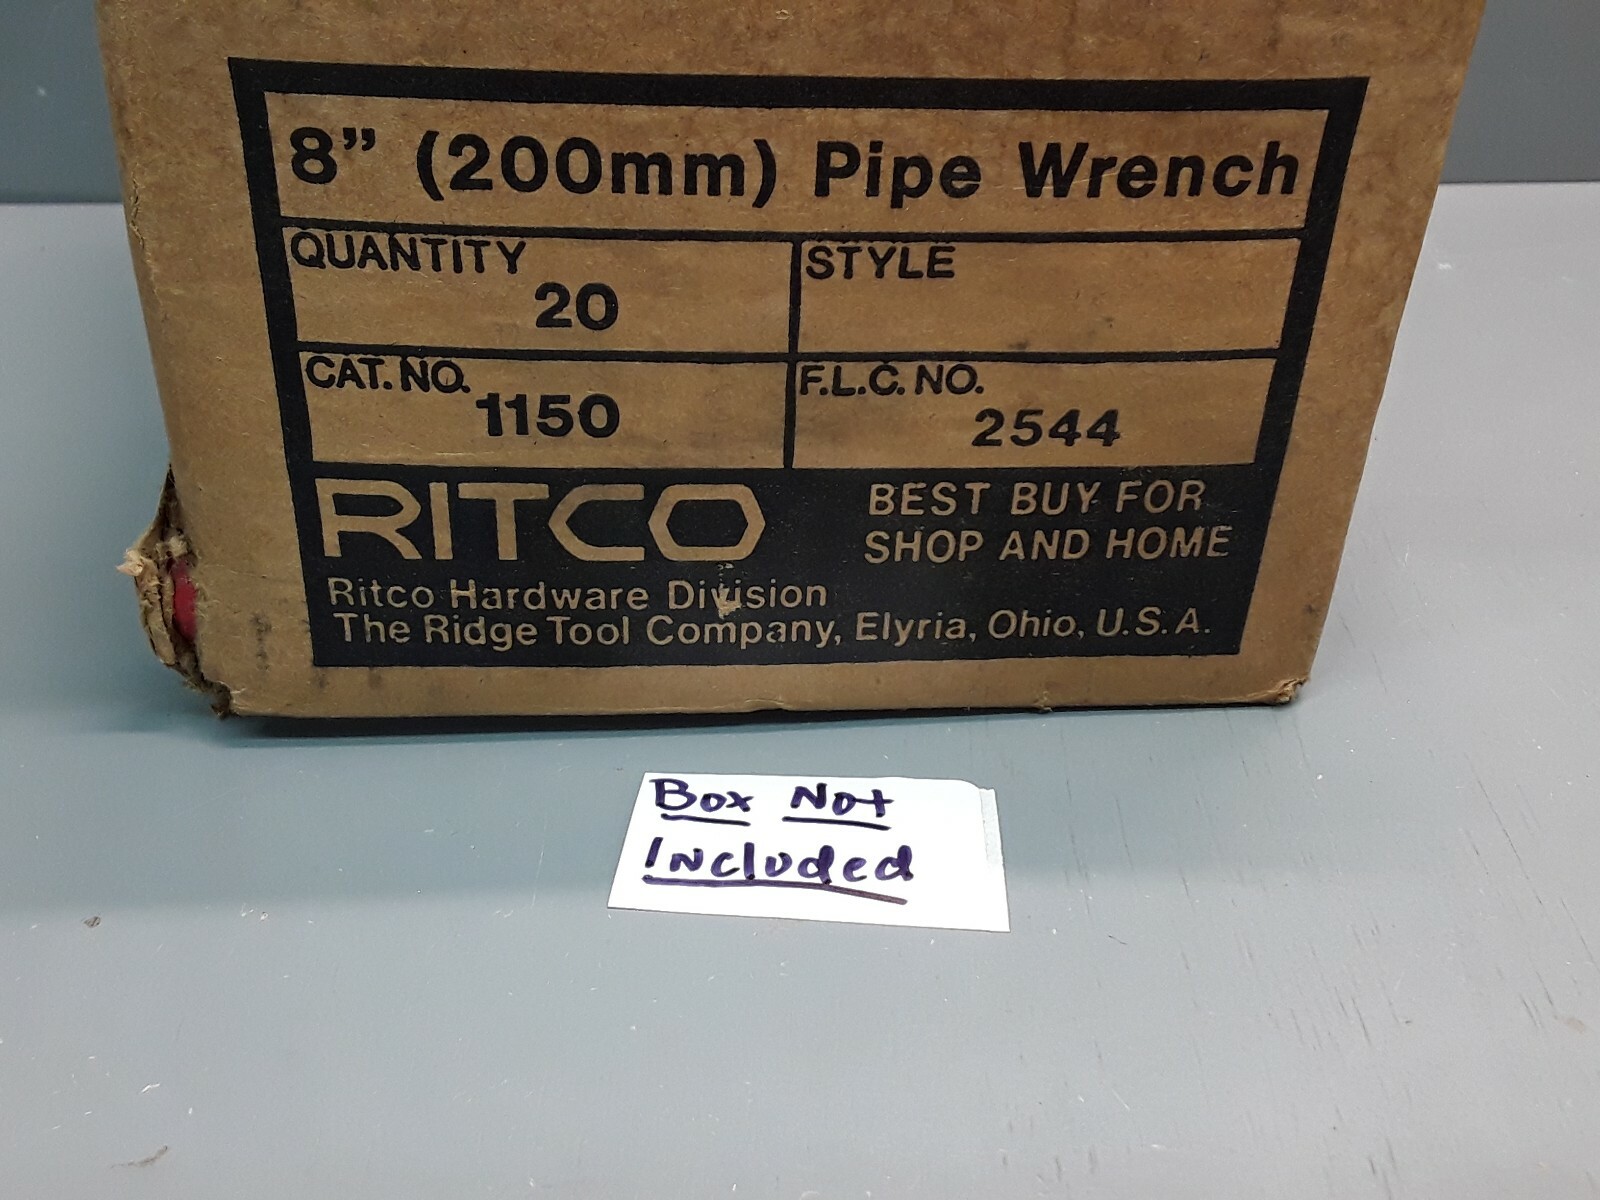 8” (200mm) Pipe Wrench
QUANTITY
20
STYLE
CAT. NO.
1150
F.L.C. NO.
2544
RITCO
BEST BUY FOR
SHOP AND HOME
Ritco Hardware Division
The Ridge Tool Company, Elyria, Ohio, U.S.A.
Box Not
Included